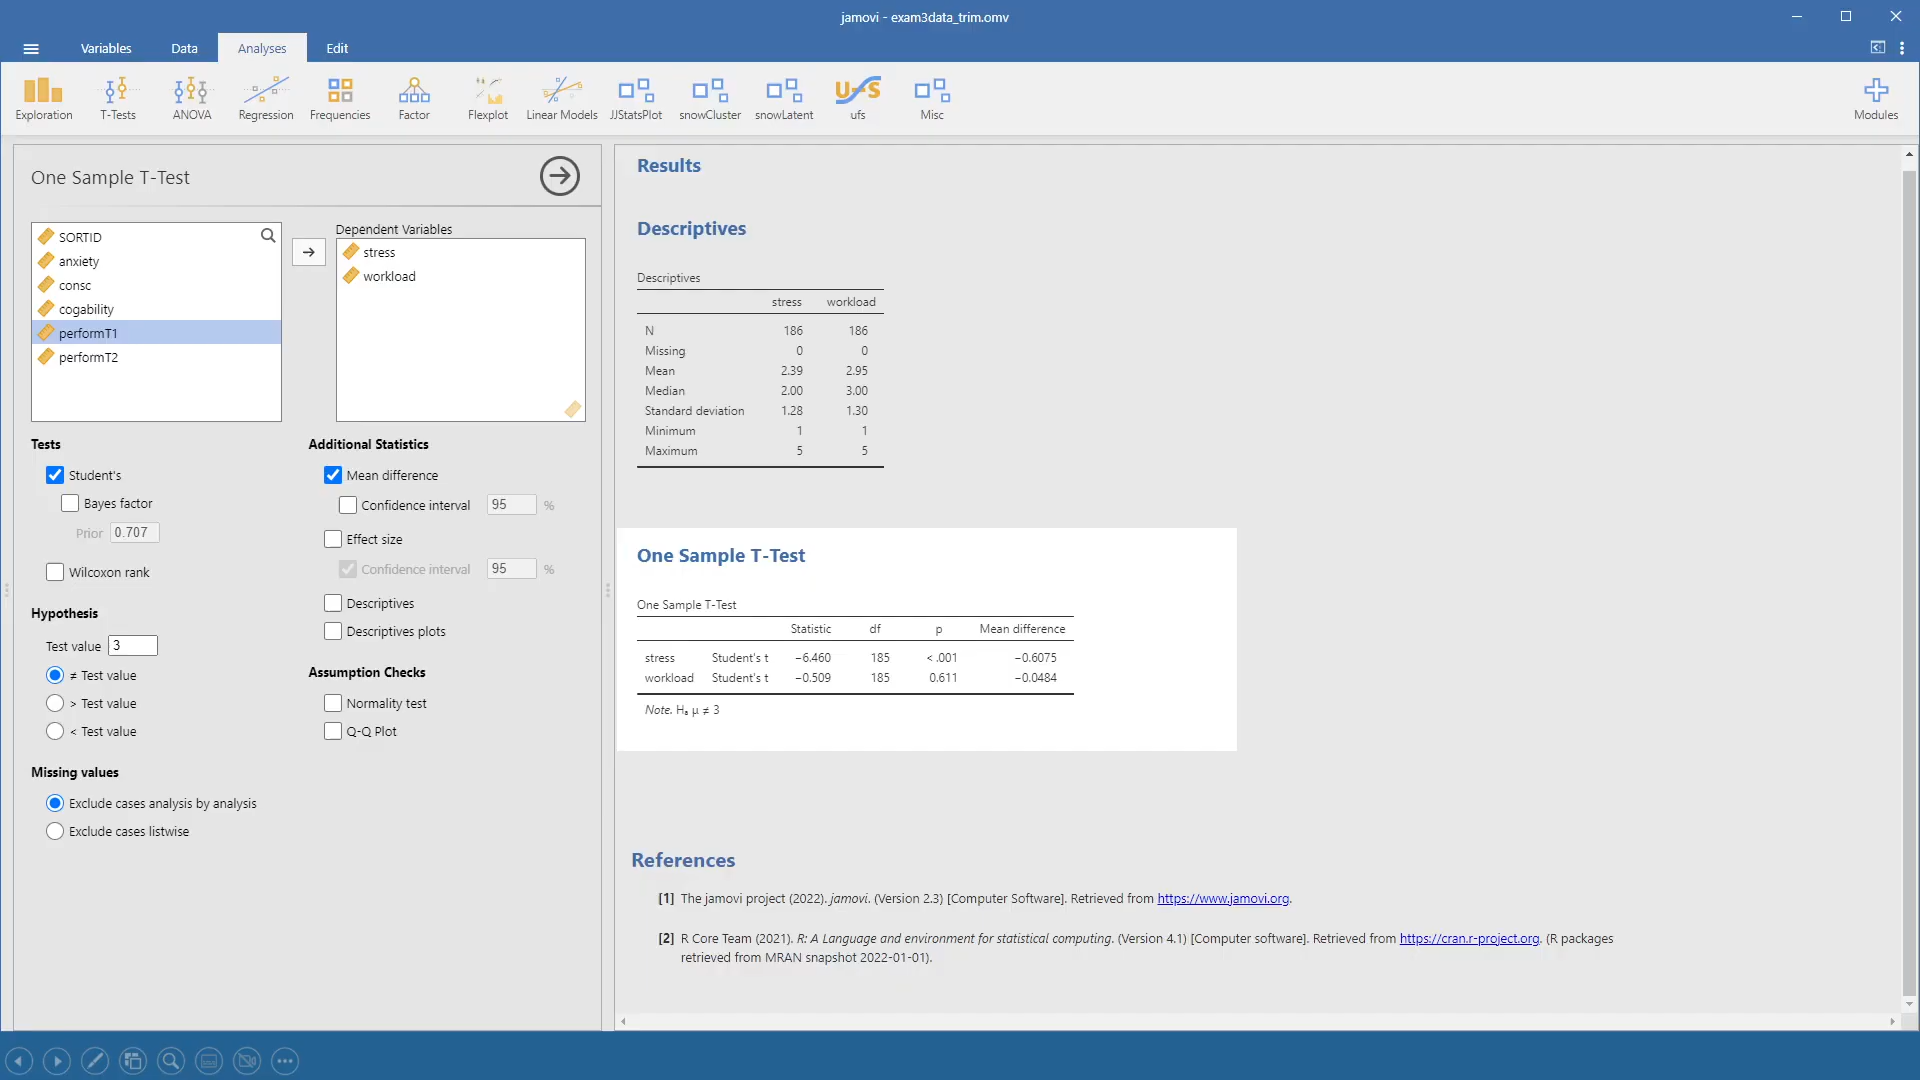 jamovi - exam3data_trim.omv
Variables Data Analyses Edit
Exploration T-Tests ANOVA Regression Frequencies Factor Flexplot Linear Models JJStatsPlot snowCluster snowLatent ufs Misc Modules
One Sample T-Test
SORTID
anxiety
consc
cogability
performT1
performT2
Dependent Variables
stress
workload
Tests
Student's
Bayes factor
Prior 0.707
Wilcoxon rank
Hypothesis
Test value 3
≠ Test value
> Test value
< Test value
Missing values
Exclude cases analysis by analysis
Exclude cases listwise
Additional Statistics
Mean difference
Confidence interval 95 %
Effect size
Confidence interval 95 %
Descriptives
Descriptives plots
Assumption Checks
Normality test
Q-Q Plot
Results
Descriptives
Descriptives
stress workload
N 186 186
Missing 0 0
Mean 2.39 2.95
Median 2.00 3.00
Standard deviation 1.28 1.30
Minimum 1 1
Maximum 5 5
One Sample T-Test
One Sample T-Test
Statistic df p Mean difference
stress Student's t −6.460 185 < .001 −0.6075
workload Student's t −0.509 185 0.611 −0.0484
Note. Hₐ μ ≠ 3
References
[1] The jamovi project (2022). jamovi. (Version 2.3) [Computer Software]. Retrieved from https://www.jamovi.org.
[2] R Core Team (2021). R: A Language and environment for statistical computing. (Version 4.1) [Computer software]. Retrieved from https://cran.r-project.org. (R packages
retrieved from MRAN snapshot 2022-01-01).